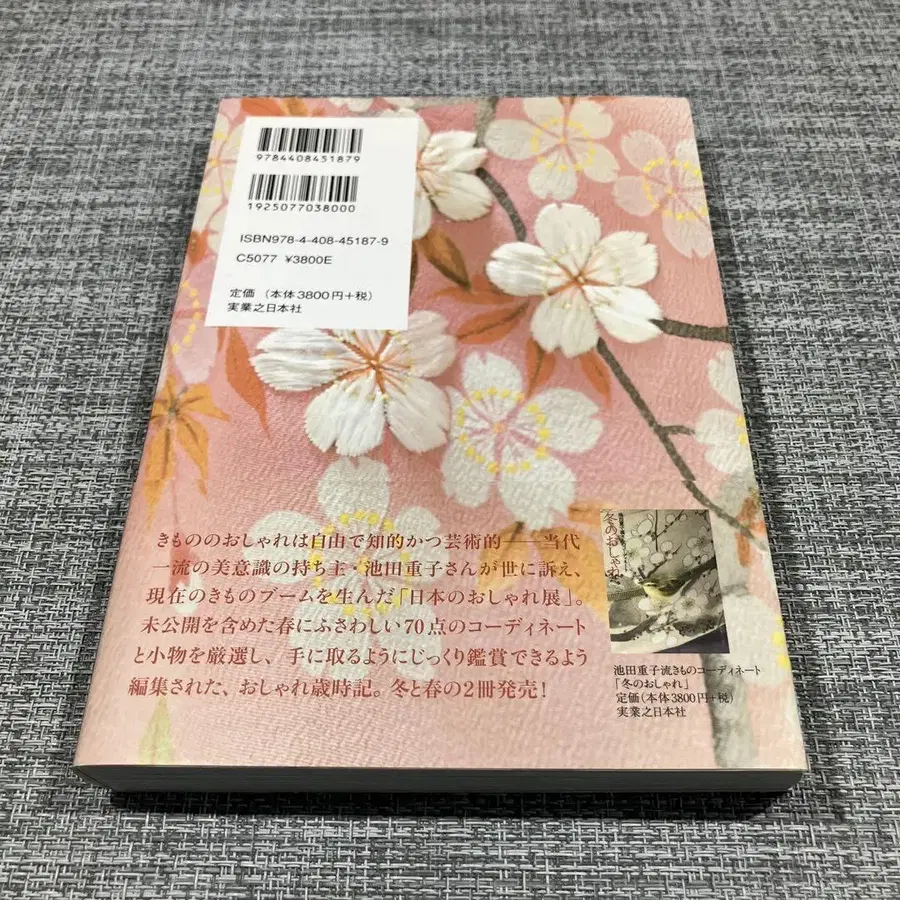 9784408451879
1925077038000
ISBN978-4-408-45187-9
C5077 ¥3800E
定価 (本体3800円+税)
実業之日本社
きもののおしゃれは自由で知的かつ芸術的――当代
一流の美意識の持ち主・池田重子さんが世に訴え、
現在のきものブームを生んだ「日本のおしゃれ展」。
未公開を含めた春にふさわしい70点のコーディネート
と小物を厳選し、手に取るようにじっくり鑑賞できるよう
編集された、おしゃれ歳時記。冬と春の2冊発売!
冬のおしゃれ
池田重子流きものコーディネート
「冬のおしゃれ」
定価(本体3800円+税)
実業之日本社